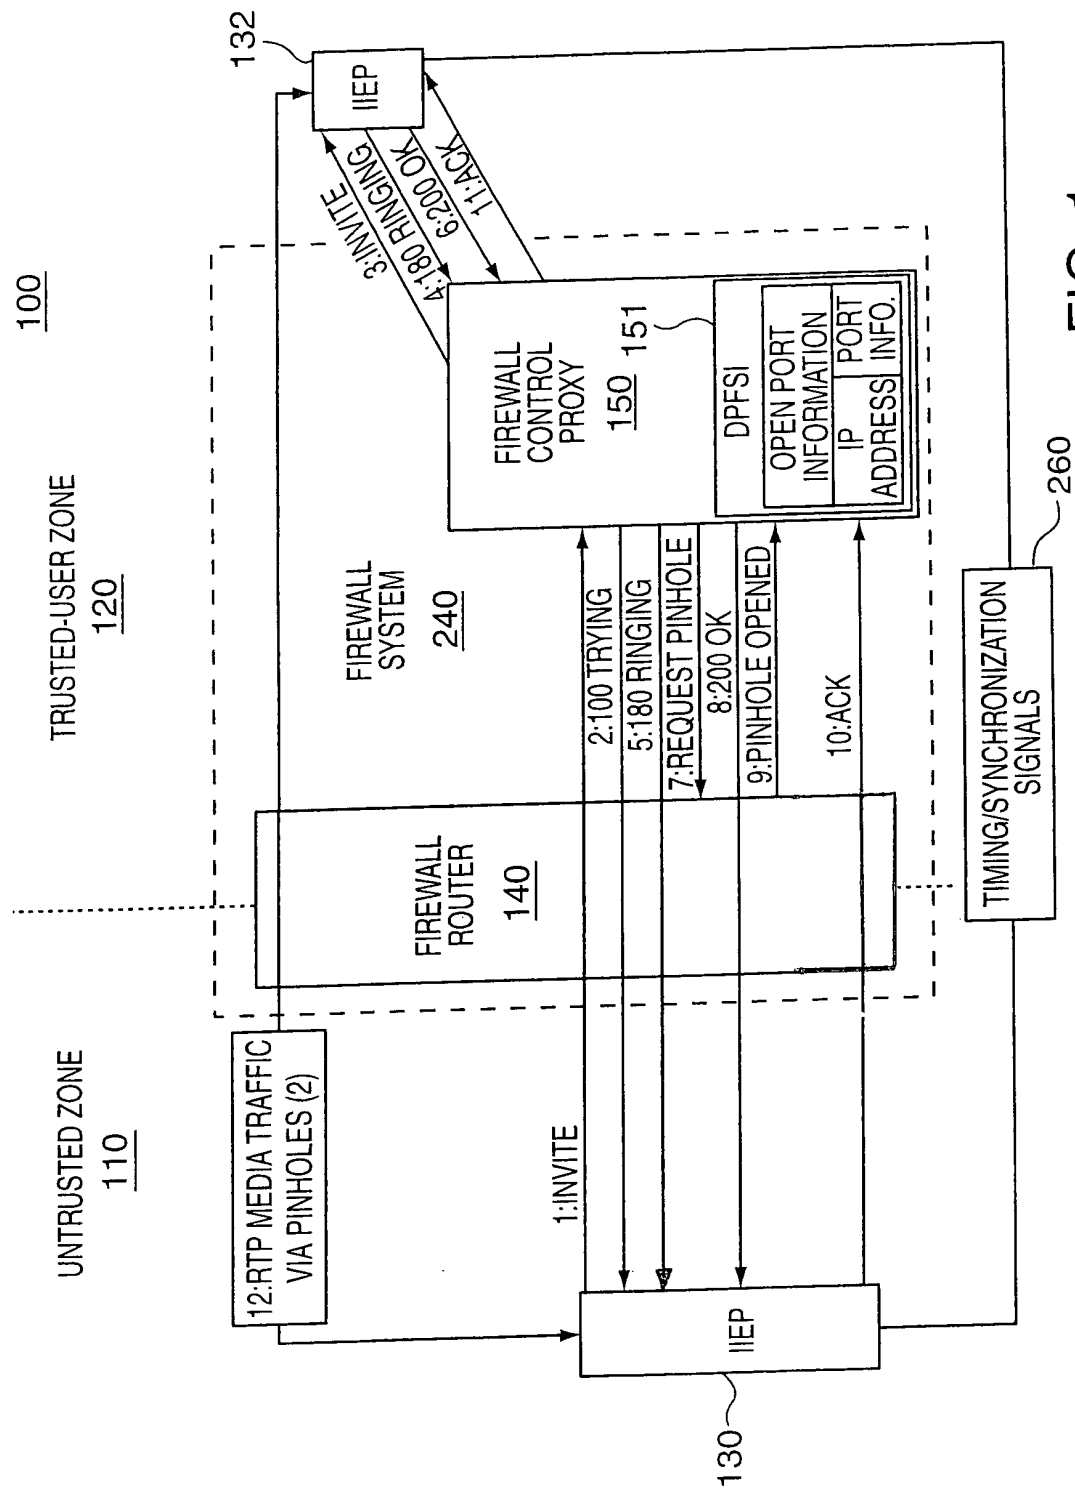 100
UNTRUSTED ZONE
110
TRUSTED-USER ZONE
120
12:RTP MEDIA TRAFFIC
VIA PINHOLES (2)
132
IIEP
FIREWALL
SYSTEM
240
3:INVITE
4:180 RINGING
6:200 OK
11:ACK
FIREWALL
ROUTER
140
FIREWALL
CONTROL
PROXY
150
151
DPFSI
OPEN PORT
INFORMATION
IP
ADDRESS
PORT
INFO.
1:INVITE
2:100 TRYING
5:180 RINGING
7:REQUEST PINHOLE
8:200 OK
9:PINHOLE OPENED
10:ACK
IIEP
130
TIMING/SYNCHRONIZATION
SIGNALS
260